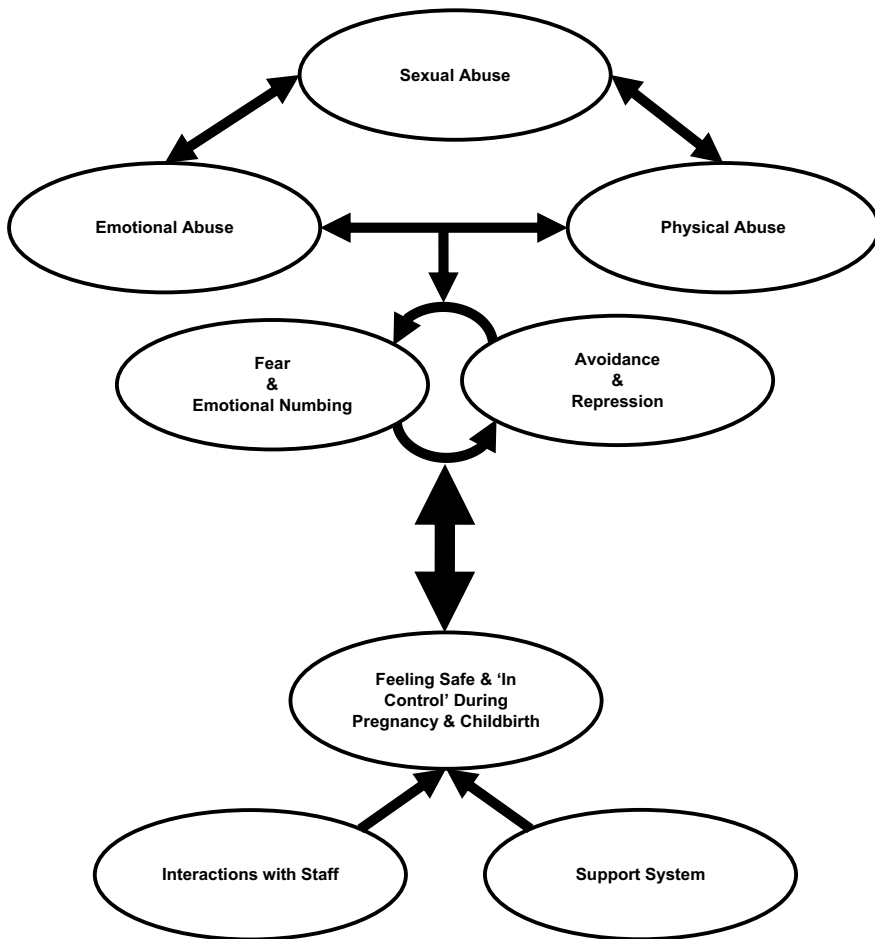 Sexual Abuse
Emotional Abuse
Physical Abuse
Fear
&
Emotional Numbing
Avoidance
&
Repression
Feeling Safe & ‘In
Control’ During
Pregnancy & Childbirth
Interactions with Staff
Support System